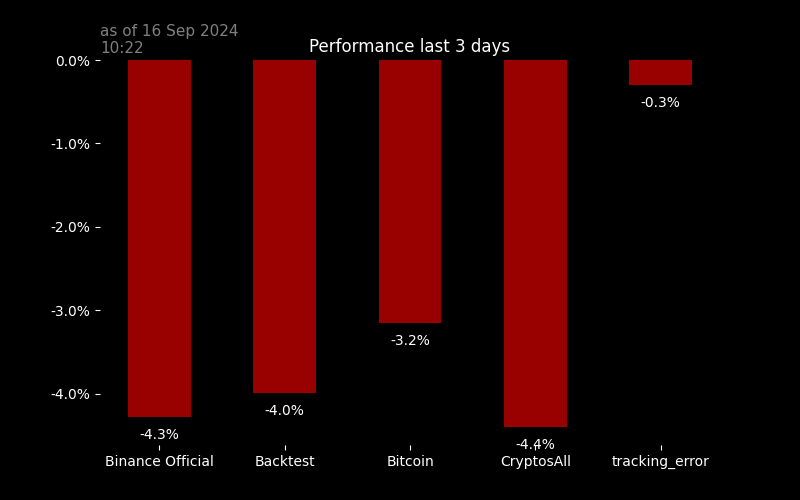 as of 16 Sep 2024
10:22
Performance last 3 days
0.0%
-1.0%
-2.0%
-3.0%
-4.0%
-4.3%
-4.0%
-3.2%
-4.4%
-0.3%
Binance Official
Backtest
Bitcoin
CryptosAll
tracking_error